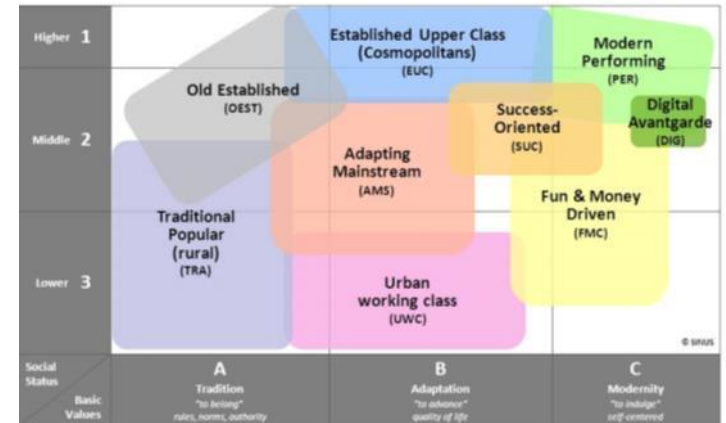 Higher 1
Established Upper Class
(Cosmopolitans)
(EUC)
Modern
Performing
(PER)
Old Established
(OEST)
Middle 2
Success-
Oriented
(SUC)
Digital
Avantgarde
(DIG)
Adapting
Mainstream
(AMS)
Traditional
Popular
(rural)
(TRA)
Fun & Money
Driven
(FMC)
Lower 3
Urban
working class
(UWC)
© SINUS
Social
Status
Basic
Values
A
Tradition
"to belong"
rules, norms, authority
B
Adaptation
"to advance"
quality of life
C
Modernity
"to indulge"
self-centered